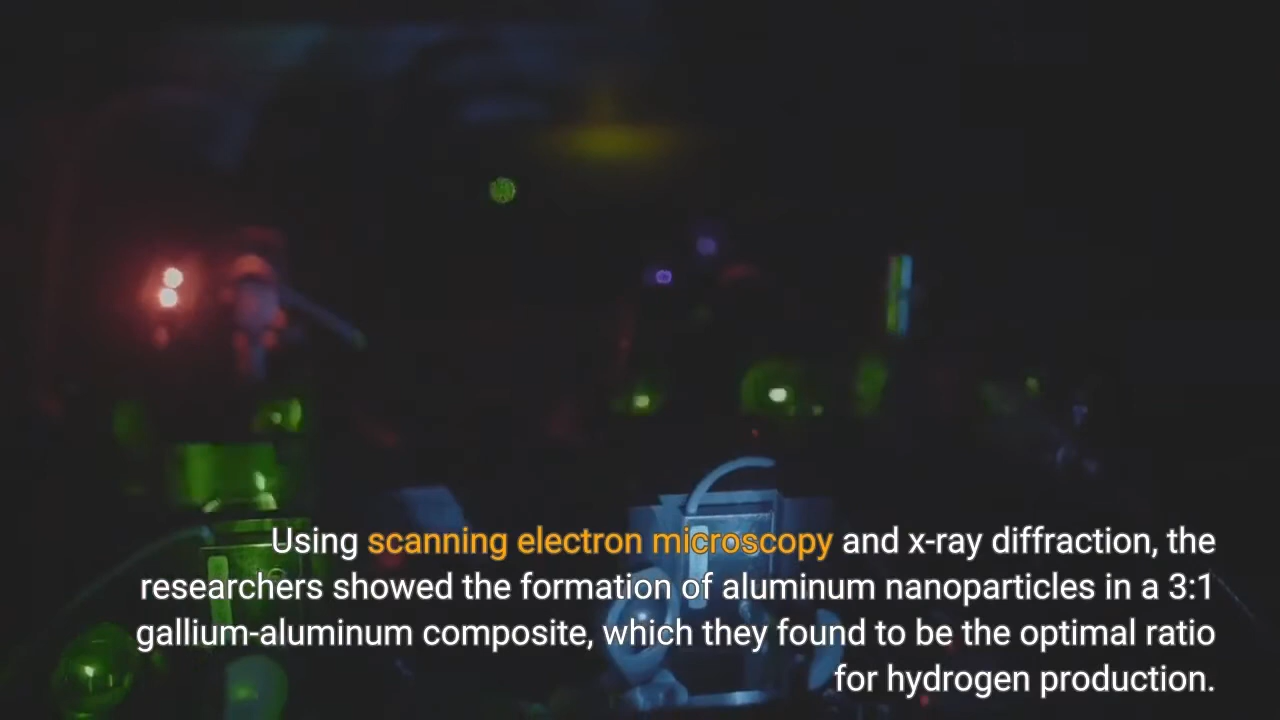 Using scanning electron microscopy and x-ray diffraction, the
researchers showed the formation of aluminum nanoparticles in a 3:1
gallium-aluminum composite, which they found to be the optimal ratio
for hydrogen production.